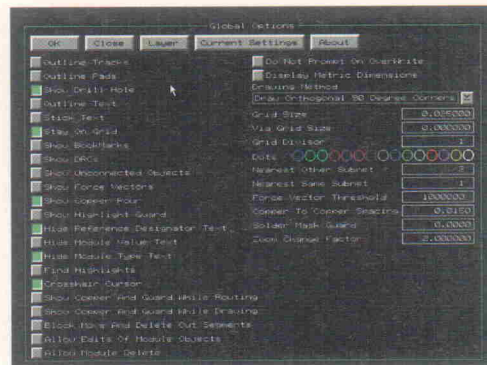 Global Options
OK Close Layer Current Settings About
Outline Tracks
Outline Pads
Show Drill Hole
Outline Text
Stick Text
Stay On Grid
Show BookMarks
Show DRCs
Show Unconnected Objects
Show Force Vectors
Show Copper Pour
Show Highlight Guard
Hide Reference Designator Text
Hide Module Value Text
Hide Module Type Text
Find Highlights
Crosshair Cursor
Show Copper And Guard While Routing
Show Copper And Guard While Drawing
Block Move And Delete Cut Segments
Allow Edits Of Module Objects
Allow Module Delete
Do Not Prompt On OverWrite
Display Metric Dimensions
Drawing Method
Draw Orthogonal 90 Degree Corners
Grid Size 0.025000
Via Grid Size 0.000000
Grid Divisor 1
Dots
Nearest Other Subnet
Nearest Same Subnet 1
Force Vector Threshold 1000000
Copper To Copper Spacing 0.0150
Solder Mask Guard 0.0000
Zoom Change Factor 2.000000